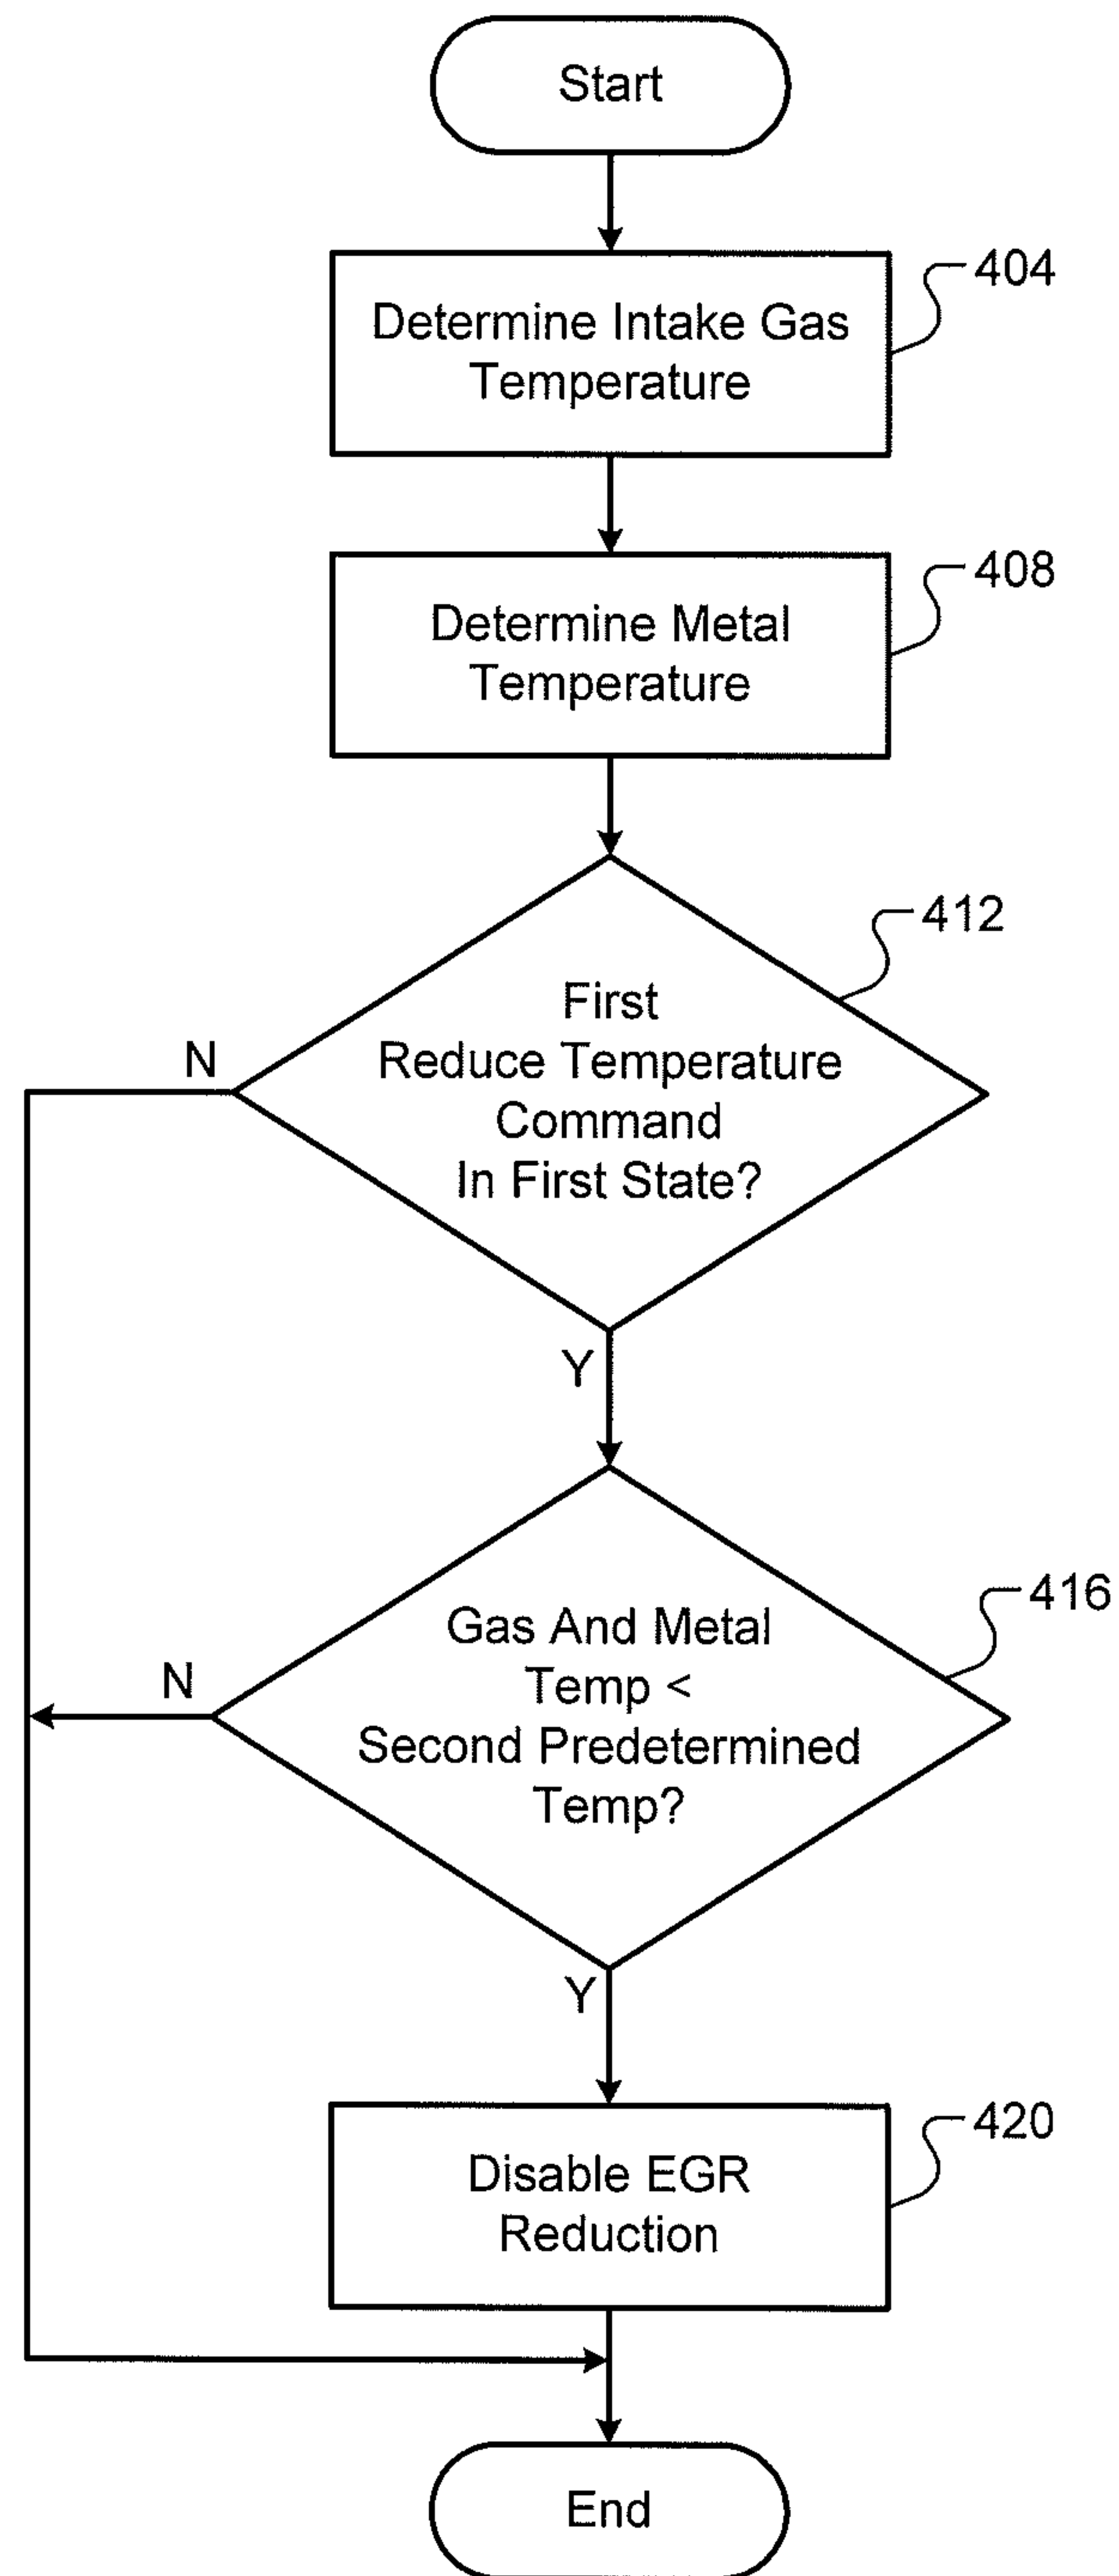 Start
404
Determine Intake Gas
Temperature
408
Determine Metal
Temperature
412
First
Reduce Temperature
Command
In First State?
N
Y
416
Gas And Metal
Temp <
Second Predetermined
Temp?
N
Y
420
Disable EGR
Reduction
End